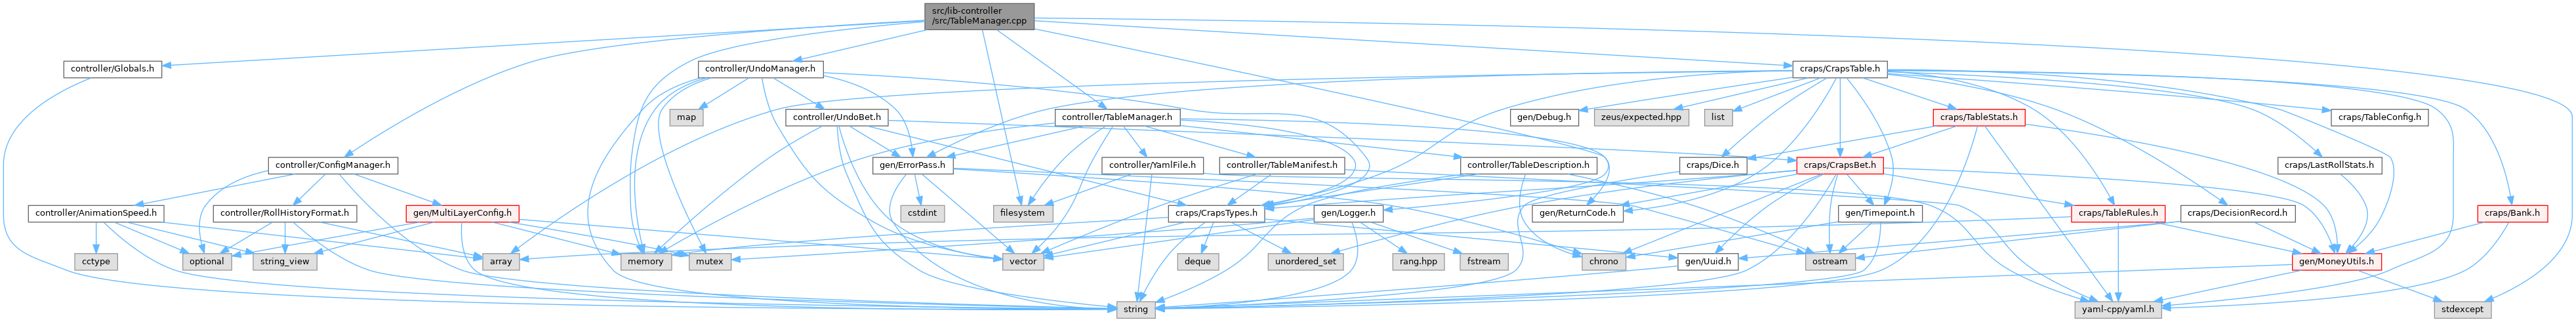 src/lib-controller
/src/TableManager.cpp
controller/Globals.h
controller/UndoManager.h
craps/CrapsTable.h
map
controller/UndoBet.h
controller/TableManager.h
gen/Debug.h
zeus/expected.hpp
list
craps/TableStats.h
craps/TableConfig.h
controller/ConfigManager.h
gen/ErrorPass.h
controller/YamlFile.h
controller/TableManifest.h
controller/TableDescription.h
craps/Dice.h
craps/CrapsBet.h
craps/LastRollStats.h
controller/AnimationSpeed.h
controller/RollHistoryFormat.h
gen/MultiLayerConfig.h
cstdint
filesystem
craps/CrapsTypes.h
gen/Logger.h
gen/ReturnCode.h
gen/Timepoint.h
craps/TableRules.h
craps/DecisionRecord.h
craps/Bank.h
cctype
optional
string_view
array
memory
mutex
vector
deque
unordered_set
rang.hpp
fstream
chrono
gen/Uuid.h
ostream
gen/MoneyUtils.h
string
yaml-cpp/yaml.h
stdexcept